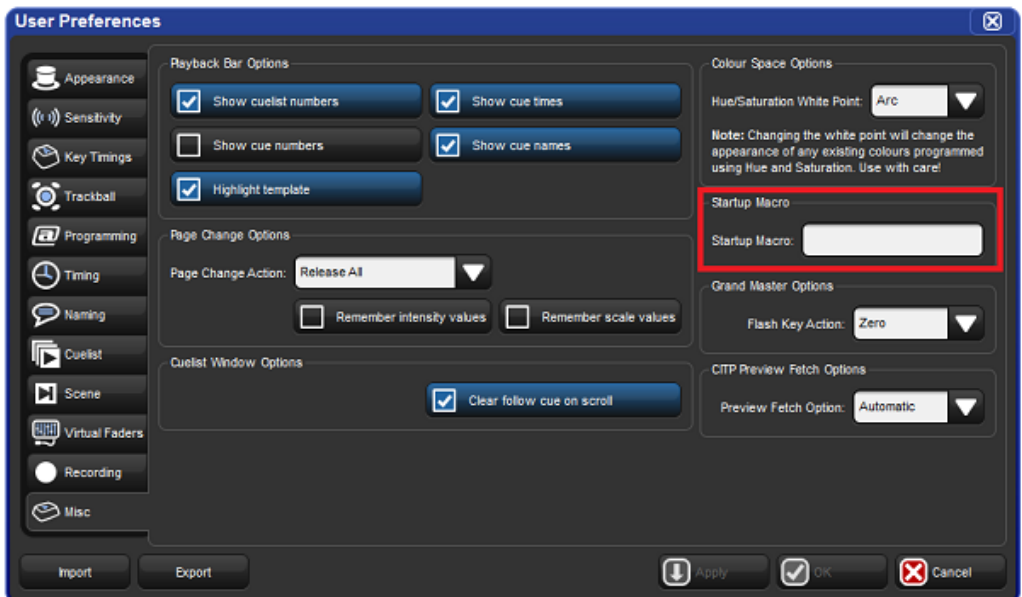 User Preferences
Appearance
Sensitivity
Key Timings
Trackball
Programming
Timing
Naming
Cuelist
Scene
Virtual Faders
Recording
Misc
Playback Bar Options
Show cuelist numbers
Show cue times
Show cue numbers
Show cue names
Highlight template
Page Change Options
Page Change Action: Release All
Remember intensity values
Remember scale values
Cuelist Window Options
Clear follow cue on scroll
Colour Space Options
Hue/Saturation White Point: Arc
Note: Changing the white point will change the
appearance of any existing colours programmed
using Hue and Saturation. Use with care!
Startup Macro
Startup Macro:
Grand Master Options
Flash Key Action: Zero
CITP Preview Fetch Options
Preview Fetch Option: Automatic
Import
Export
Apply
OK
Cancel